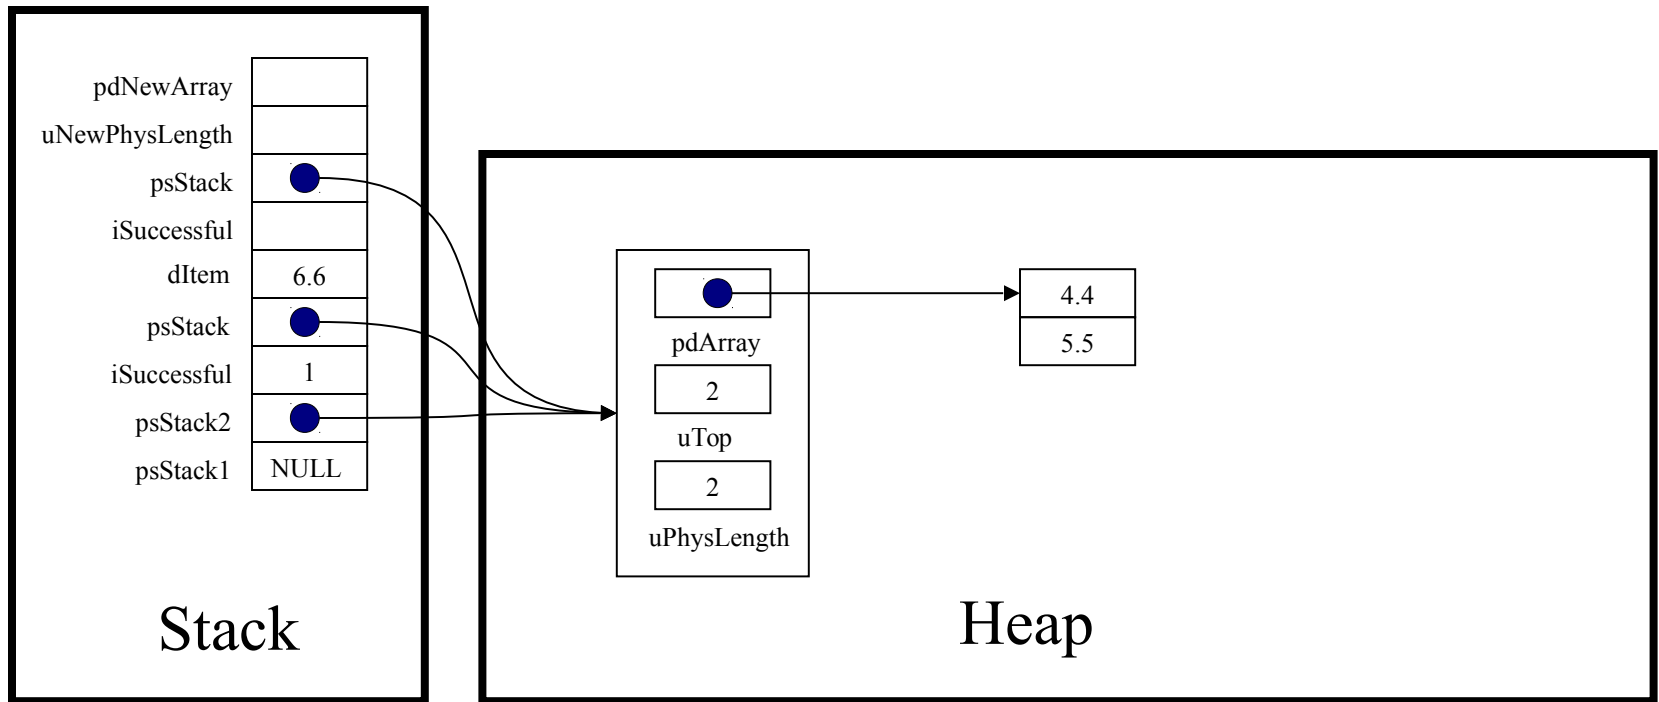 pdNewArray
uNewPhysLength
psStack
iSuccessful
dItem 6.6
psStack
iSuccessful 1
psStack2
psStack1 NULL
Stack
pdArray
2
uTop
2
uPhysLength
4.4
5.5
Heap